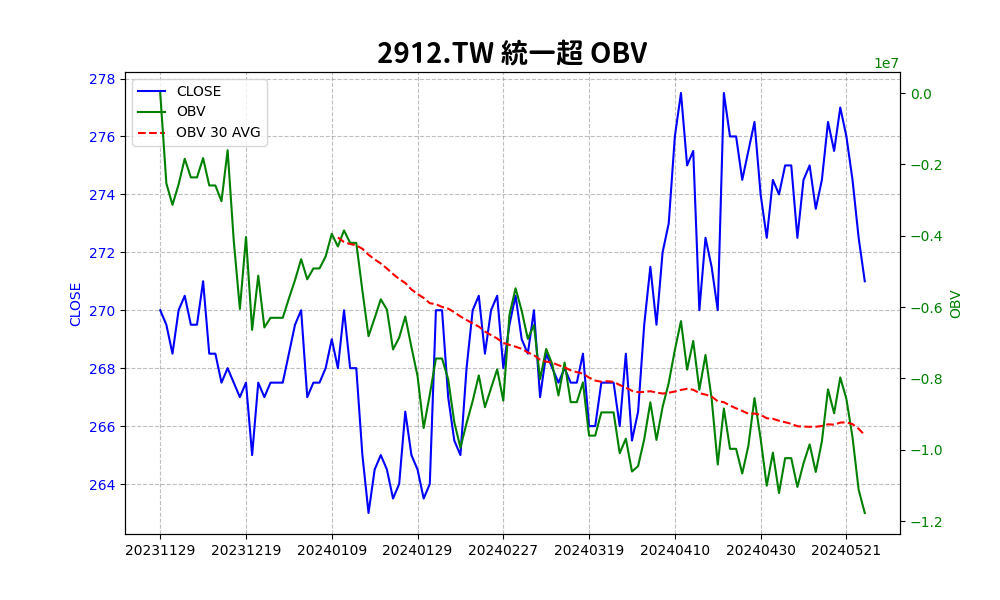 2912.TW 統一超 OBV
1e7
CLOSE
OBV
OBV 30 AVG
278
276
274
272
270
268
266
264
CLOSE
0.0
−0.2
−0.4
−0.6
−0.8
−1.0
−1.2
OBV
20231129 20231219 20240109 20240129 20240227 20240319 20240410 20240430 20240521